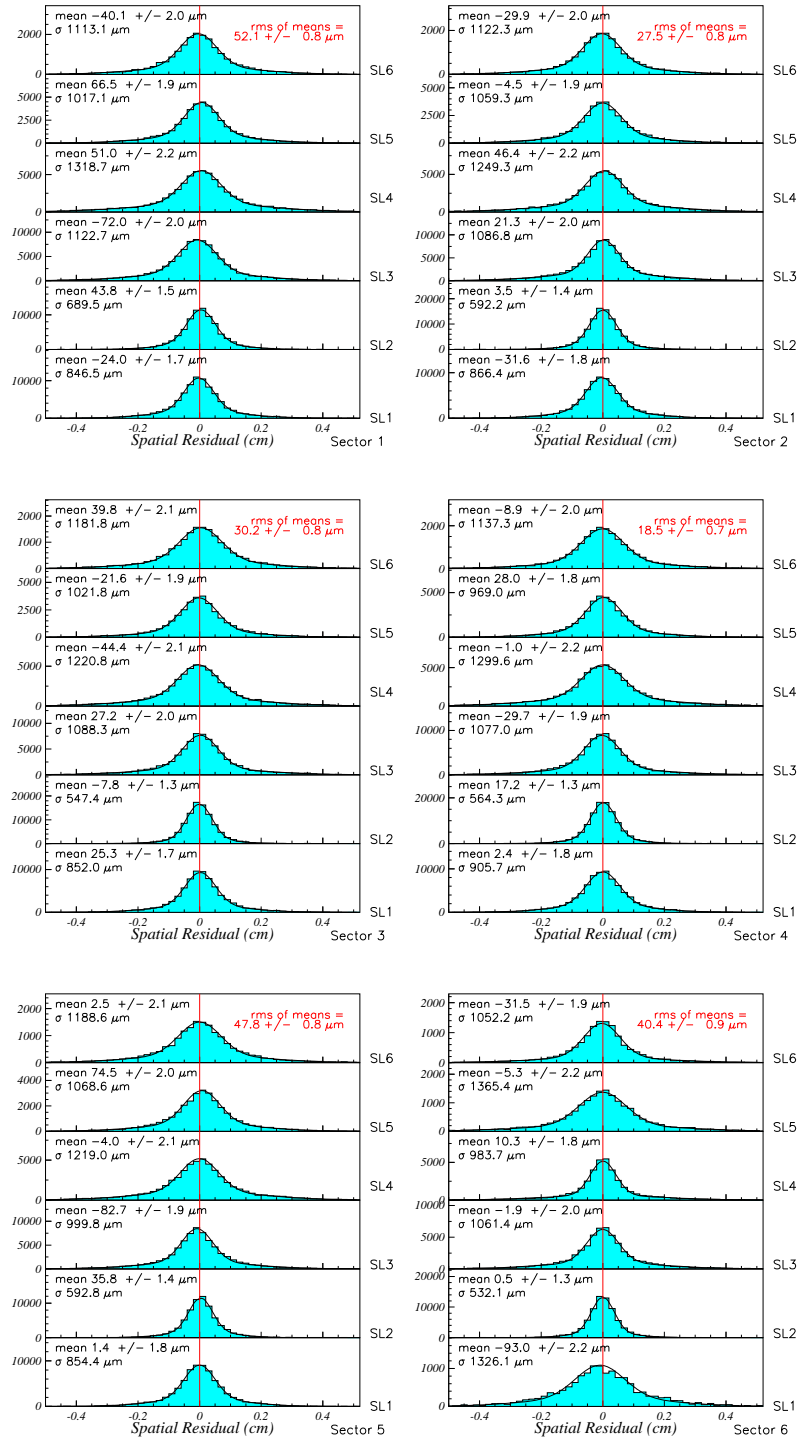 mean -40.1 +/- 2.0 μm
σ 1113.1 μm
rms of means =
52.1 +/- 0.8 μm
2000
0
SL6
mean 66.5 +/- 1.9 μm
σ 1017.1 μm
5000
2500
0
SL5
mean 51.0 +/- 2.2 μm
σ 1318.7 μm
5000
0
SL4
mean -72.0 +/- 2.0 μm
σ 1122.7 μm
10000
5000
0
SL3
mean 43.8 +/- 1.5 μm
σ 689.5 μm
10000
0
SL2
mean -24.0 +/- 1.7 μm
σ 846.5 μm
10000
0
SL1
-0.4 -0.2 0 0.2 0.4
Spatial Residual (cm)
Sector 1
mean -29.9 +/- 2.0 μm
σ 1122.3 μm
rms of means =
27.5 +/- 0.8 μm
2000
0
SL6
mean -4.5 +/- 1.9 μm
σ 1059.3 μm
5000
2500
0
SL5
mean 46.4 +/- 2.2 μm
σ 1249.3 μm
5000
0
SL4
mean 21.3 +/- 2.0 μm
σ 1086.8 μm
10000
5000
0
SL3
mean 3.5 +/- 1.4 μm
σ 592.2 μm
20000
10000
0
SL2
mean -31.6 +/- 1.8 μm
σ 866.4 μm
10000
0
SL1
-0.4 -0.2 0 0.2 0.4
Spatial Residual (cm)
Sector 2
mean 39.8 +/- 2.1 μm
σ 1181.8 μm
rms of means =
30.2 +/- 0.8 μm
2000
1000
0
SL6
mean -21.6 +/- 1.9 μm
σ 1021.8 μm
5000
2500
0
SL5
mean -44.4 +/- 2.1 μm
σ 1220.8 μm
5000
0
SL4
mean 27.2 +/- 2.0 μm
σ 1088.3 μm
10000
5000
0
SL3
mean -7.8 +/- 1.3 μm
σ 547.4 μm
20000
10000
0
SL2
mean 25.3 +/- 1.7 μm
σ 852.0 μm
10000
0
SL1
-0.4 -0.2 0 0.2 0.4
Spatial Residual (cm)
Sector 3
mean -8.9 +/- 2.0 μm
σ 1137.3 μm
rms of means =
18.5 +/- 0.7 μm
2000
0
SL6
mean 28.0 +/- 1.8 μm
σ 969.0 μm
5000
0
SL5
mean -1.0 +/- 2.2 μm
σ 1299.6 μm
5000
0
SL4
mean -29.7 +/- 1.9 μm
σ 1077.0 μm
10000
5000
0
SL3
mean 17.2 +/- 1.3 μm
σ 564.3 μm
20000
0
SL2
mean 2.4 +/- 1.8 μm
σ 905.7 μm
10000
0
SL1
-0.4 -0.2 0 0.2 0.4
Spatial Residual (cm)
Sector 4
mean 2.5 +/- 2.1 μm
σ 1188.6 μm
rms of means =
47.8 +/- 0.8 μm
2000
1000
0
SL6
mean 74.5 +/- 2.0 μm
σ 1068.6 μm
4000
2000
0
SL5
mean -4.0 +/- 2.1 μm
σ 1219.0 μm
5000
0
SL4
mean -82.7 +/- 1.9 μm
σ 999.8 μm
10000
5000
0
SL3
mean 35.8 +/- 1.4 μm
σ 592.8 μm
10000
0
SL2
mean 1.4 +/- 1.8 μm
σ 854.4 μm
10000
0
SL1
-0.4 -0.2 0 0.2 0.4
Spatial Residual (cm)
Sector 5
mean -31.5 +/- 1.9 μm
σ 1052.2 μm
rms of means =
40.4 +/- 0.9 μm
2000
1000
0
SL6
mean -5.3 +/- 2.2 μm
σ 1365.4 μm
2000
1000
0
SL5
mean 10.3 +/- 1.8 μm
σ 983.7 μm
5000
0
SL4
mean -1.9 +/- 2.0 μm
σ 1061.4 μm
10000
5000
0
SL3
mean 0.5 +/- 1.3 μm
σ 532.1 μm
20000
10000
0
SL2
mean -93.0 +/- 2.2 μm
σ 1326.1 μm
1000
0
SL1
-0.4 -0.2 0 0.2 0.4
Spatial Residual (cm)
Sector 6